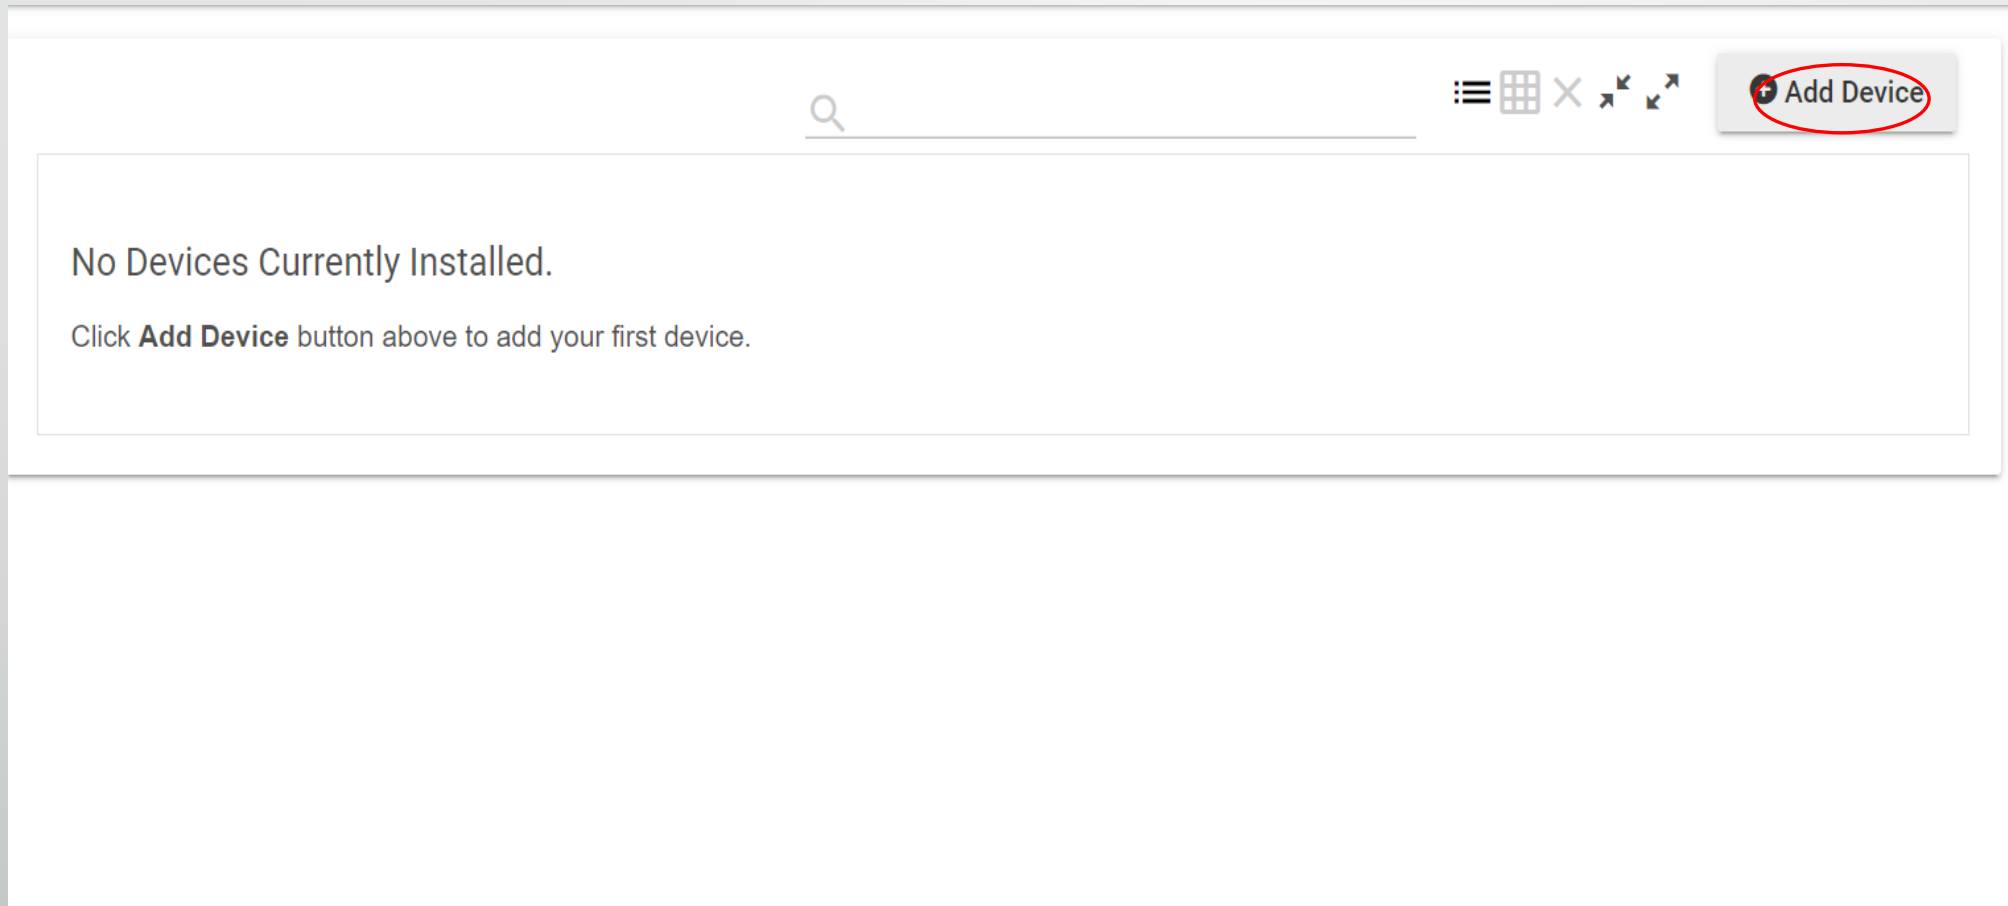 Add Device
No Devices Currently Installed.
Click Add Device button above to add your first device.